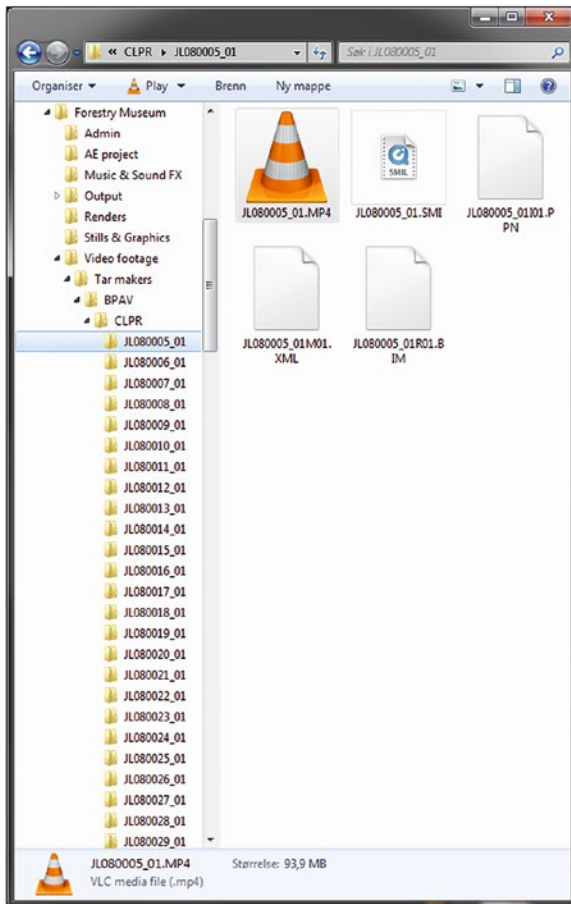 « CLPR ▸ JL080005_01
Søk i JL080005_01
Organiser Play Brenn Ny mappe
Forestry Museum
Admin
AE project
Music & Sound FX
Output
Renders
Stills & Graphics
Video footage
Tar makers
BPAV
CLPR
JL080005_01
JL080006_01
JL080007_01
JL080008_01
JL080009_01
JL080010_01
JL080011_01
JL080012_01
JL080013_01
JL080014_01
JL080015_01
JL080016_01
JL080017_01
JL080018_01
JL080019_01
JL080020_01
JL080021_01
JL080022_01
JL080023_01
JL080024_01
JL080025_01
JL080026_01
JL080027_01
JL080028_01
JL080029_01
SMIL
JL080005_01.MP4
JL080005_01.SMI
JL080005_01I01.P
PN
JL080005_01M01.
XML
JL080005_01R01.B
IM
JL080005_01.MP4 Størrelse: 93,9 MB
VLC media file (.mp4)